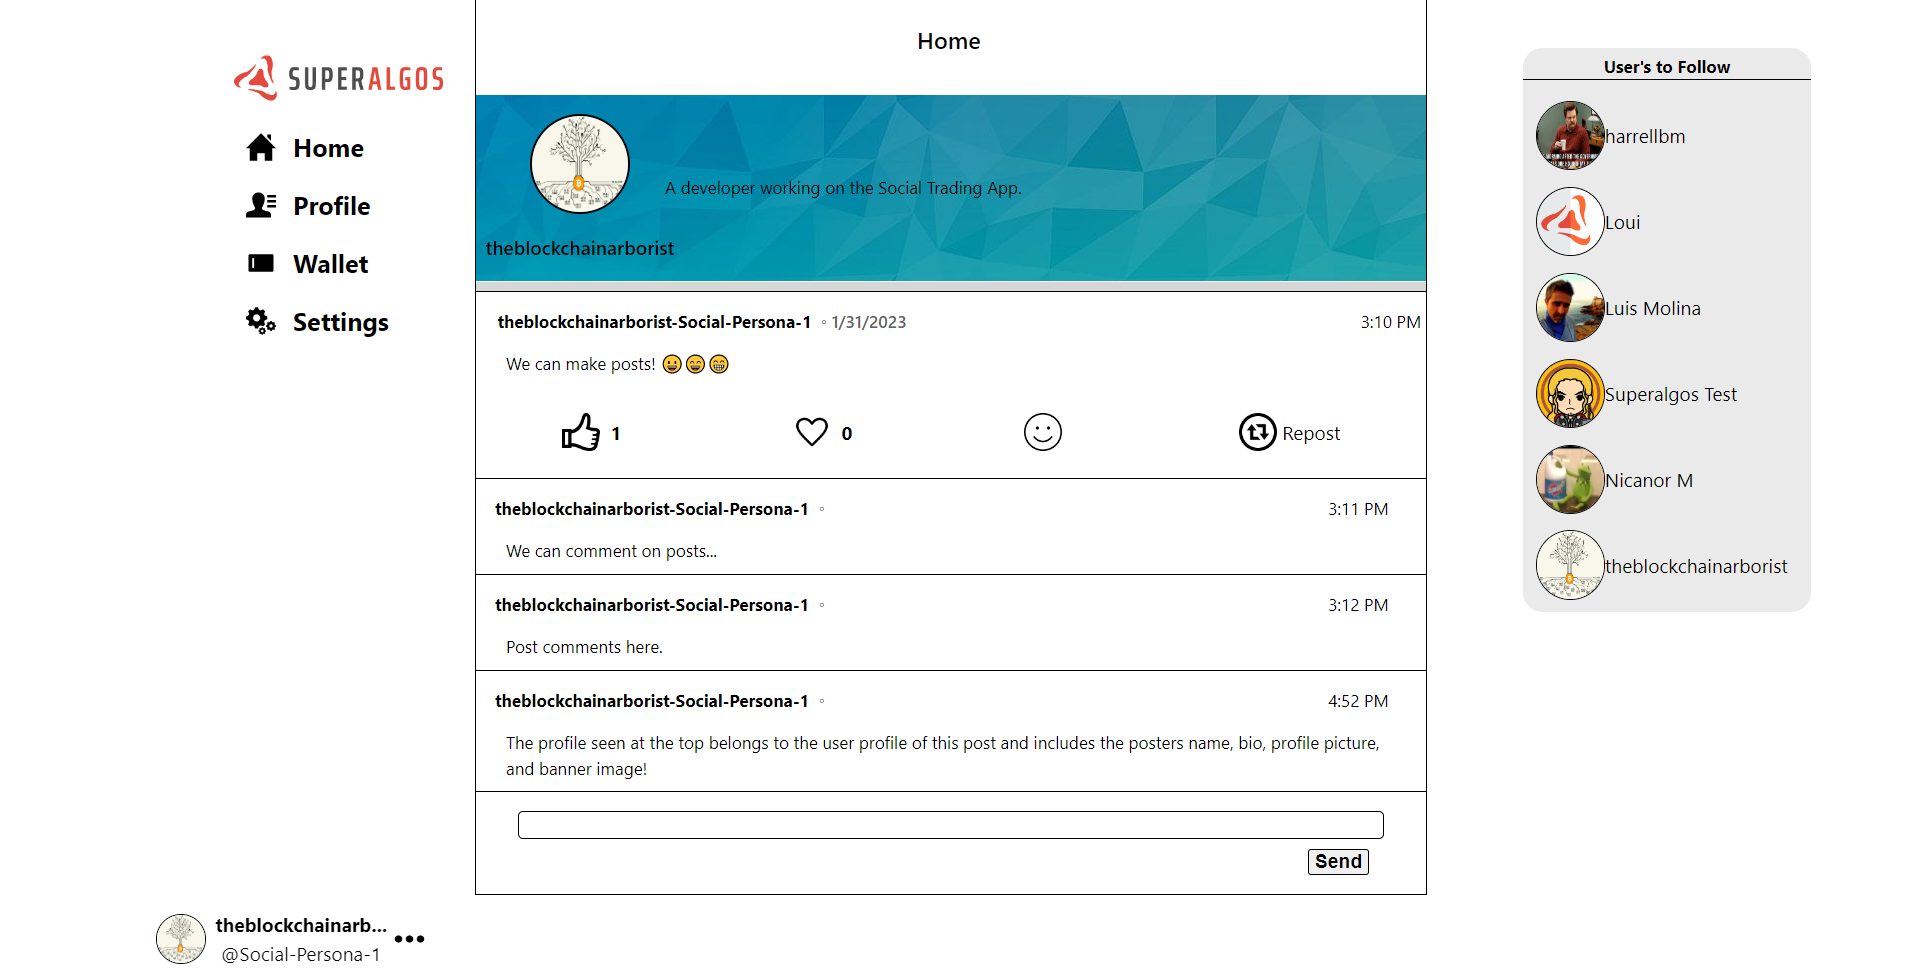 SUPERALGOS
Home
Profile
Wallet
Settings
Home
A developer working on the Social Trading App.
theblockchainarborist
theblockchainarborist-Social-Persona-1 ◦ 1/31/2023 3:10 PM
We can make posts! 😀😄😁
1 0 Repost
theblockchainarborist-Social-Persona-1 ◦ 3:11 PM
We can comment on posts...
theblockchainarborist-Social-Persona-1 ◦ 3:12 PM
Post comments here.
theblockchainarborist-Social-Persona-1 ◦ 4:52 PM
The profile seen at the top belongs to the user profile of this post and includes the posters name, bio, profile picture,
and banner image!
Send
User's to Follow
harrellbm
Loui
Luis Molina
Superalgos Test
Nicanor M
theblockchainarborist
theblockchainarb...
@Social-Persona-1